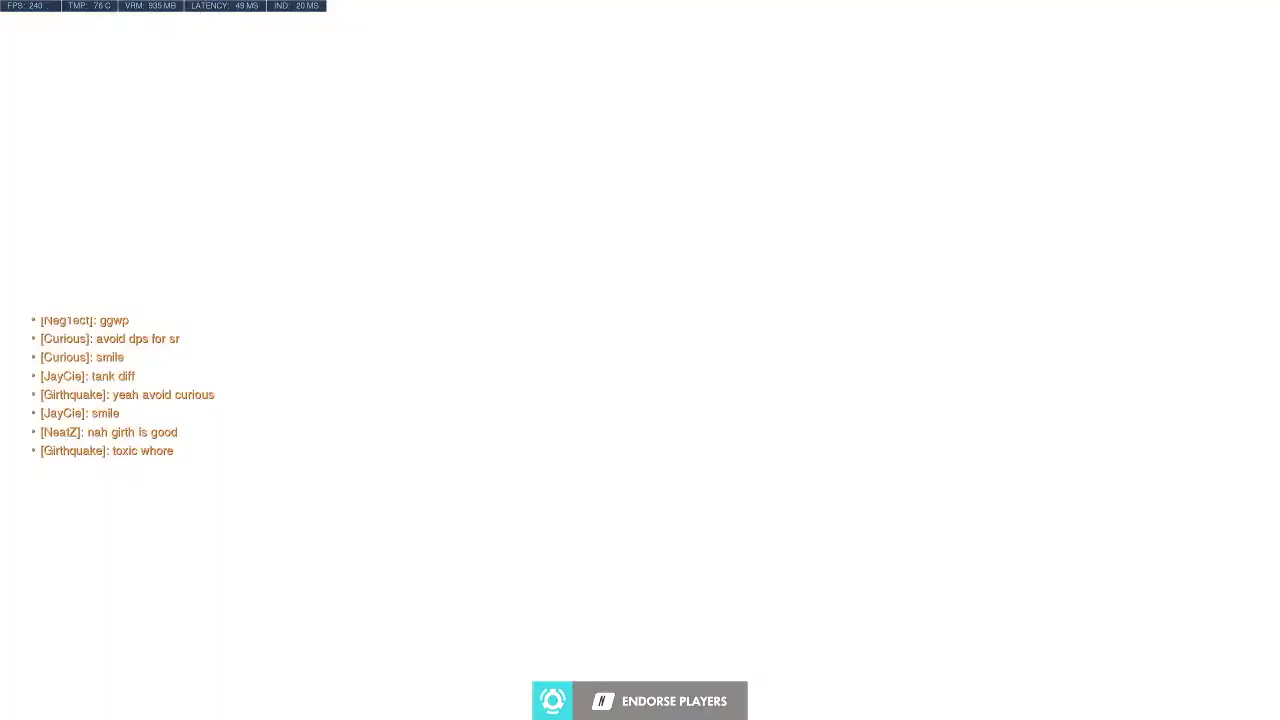 FPS: 240 TMP: 76 C VRM: 935 MB LATENCY: 49 MS IND: 20 MS
• [Neg1ect]: ggwp
• [Curious]: avoid dps for sr
• [Curious]: smile
• [JayCie]: tank diff
• [Girthquake]: yeah avoid curious
• [JayCie]: smile
• [NeatZ]: nah girth is good
• [Girthquake]: toxic whore
ENDORSE PLAYERS